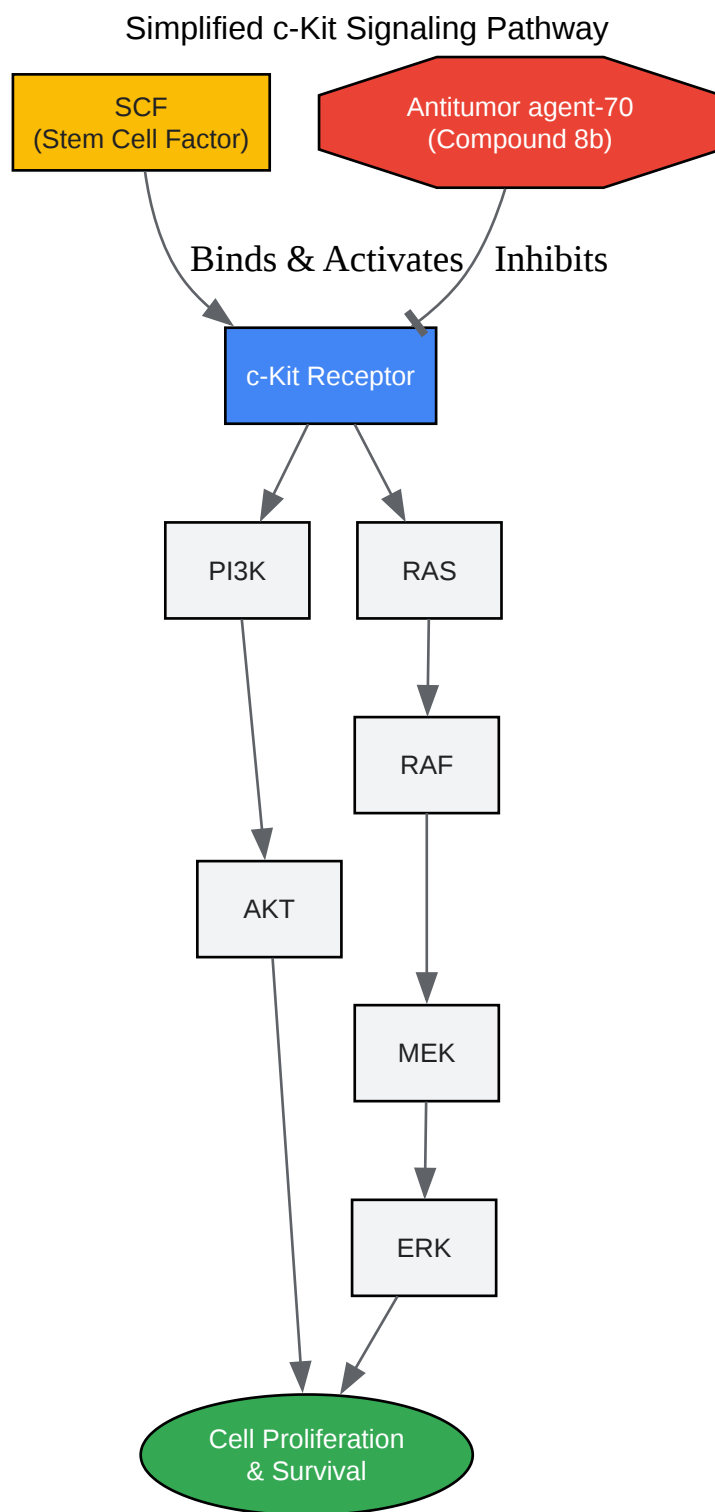 Simplified c-Kit Signaling Pathway
SCF
(Stem Cell Factor)
Antitumor agent-70
(Compound 8b)
Binds & Activates
Inhibits
c-Kit Receptor
PI3K
RAS
RAF
AKT
MEK
ERK
Cell Proliferation
& Survival